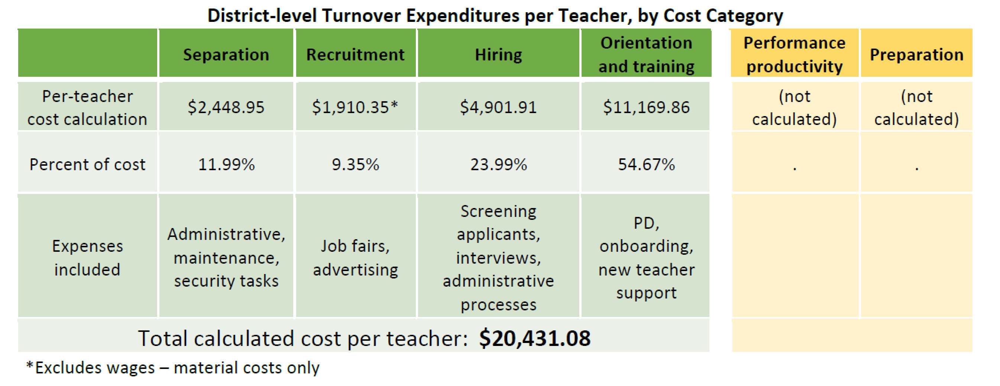 District-level Turnover Expenditures per Teacher, by Cost Category
Separation
Recruitment
Hiring
Orientation
and training
Performance
productivity
Preparation
Per-teacher
cost calculation
$2,448.95
$1,910.35*
$4,901.91
$11,169.86
(not
calculated)
(not
calculated)
Percent of cost
11.99%
9.35%
23.99%
54.67%
.
.
Expenses
included
Administrative,
maintenance,
security tasks
Job fairs,
advertising
Screening
applicants,
interviews,
administrative
processes
PD,
onboarding,
new teacher
support
Total calculated cost per teacher: $20,431.08
*Excludes wages – material costs only